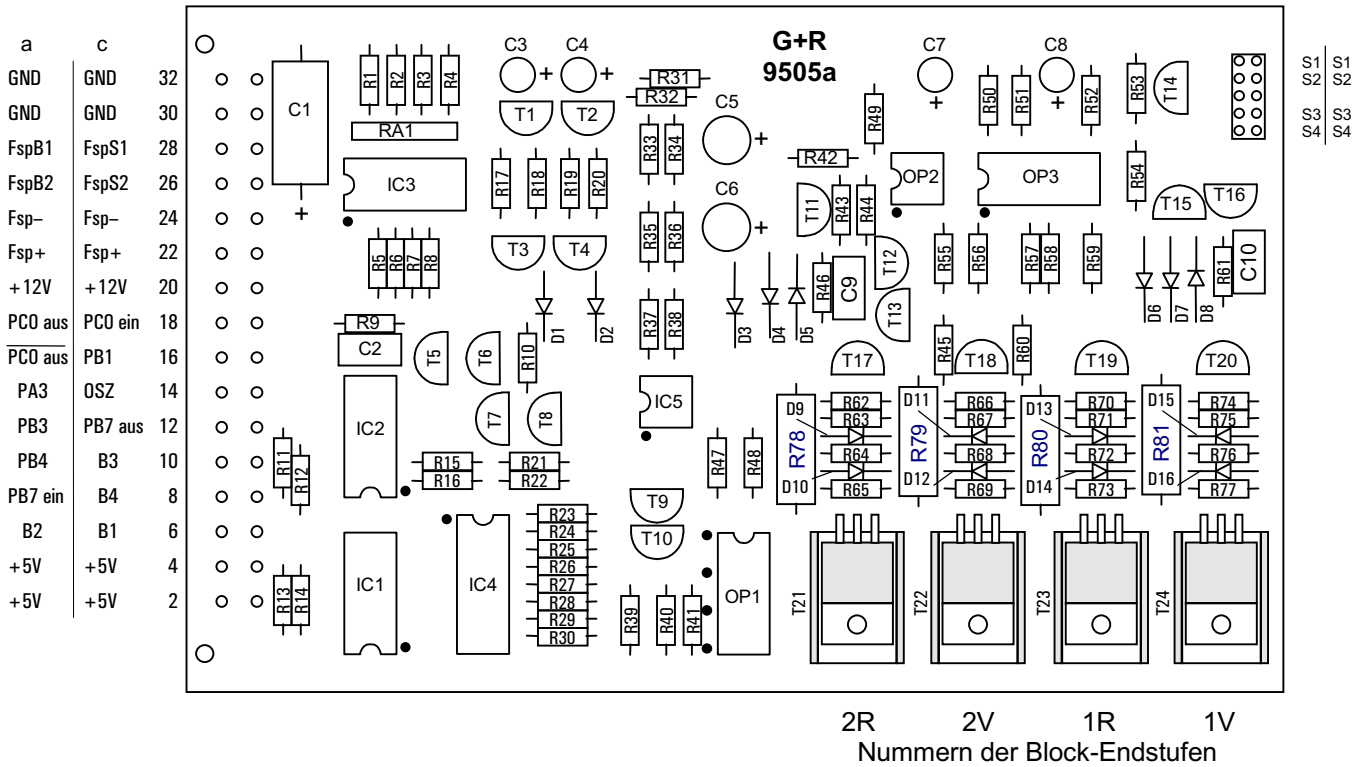 a c
GND GND 32
GND GND 30
FspB1 FspS1 28
FspB2 FspS2 26
Fsp– Fsp– 24
Fsp+ Fsp+ 22
+12V +12V 20
PC0 aus PC0 ein 18
PC0 aus PB1 16
PA3 OSZ 14
PB3 PB7 aus 12
PB4 B3 10
PB7 ein B4 8
B2 B1 6
+5V +5V 4
+5V +5V 2
G+R
9505a
C3 C4 C7 C8
C1 R1 R2 R3 R4 + +
R31
R32
T1 T2 C5 +
RA1
R33 R34
R49 R50 R51 R52 R53 T14
+ +
S1 S1
S2 S2
S3 S3
S4 S4
IC3 R17 R18 R19 R20
R42
OP2 OP3 R54
C6 +
T11 R43 R44
T15 T16
+
R5 R6 R7 R8
T3 T4
R35 R36
T12 R55 R56 R57 R58 R59
R61 C10
R46 C9 T13
D1 D2 D3 D4 D5 D6 D7 D8
R9
C2
T5 T6 R10
R37 R38
R45 R60
T17 T18 T19 T20
IC2 T7 T8 IC5
R11 R12
R15 R21
R16 R22
R47 R48
D9 R78 D10
R62
R63
R64
R65
D11 R79 D12
R66
R67
R68
R69
D13 R80 D14
R70
R71
R72
R73
D15 R81 D16
R74
R75
R76
R77
T9
T10
R13 R14 IC1 IC4
R23
R24
R25
R26
R27
R28
R29
R30
R39 R40 R41 OP1
T21 T22 T23 T24
2R 2V 1R 1V
Nummern der Block-Endstufen